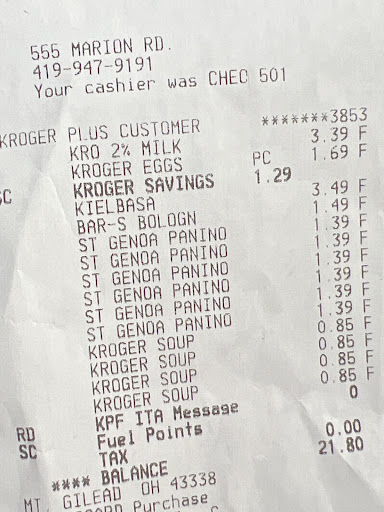 555 MARION RD.
419-947-9191
Your cashier was CHEC 501
KROGER PLUS CUSTOMER *******3853
KRO 2% MILK 3.39 F
KROGER EGGS PC 1.69 F
SC KROGER SAVINGS 1.29
KIELBASA 3.49 F
BAR-S BOLOGN 1.49 F
ST GENOA PANINO 1.39 F
ST GENOA PANINO 1.39 F
ST GENOA PANINO 1.39 F
ST GENOA PANINO 1.39 F
ST GENOA PANINO 1.39 F
ST GENOA PANINO 1.39 F
KROGER SOUP 0.85 F
KROGER SOUP 0.85 F
KROGER SOUP 0.85 F
KROGER SOUP 0.85 F
RD KPF ITA Message 0
SC Fuel Points
TAX 0.00
**** BALANCE 21.80
MT. GILEAD OH 43338
Purchase